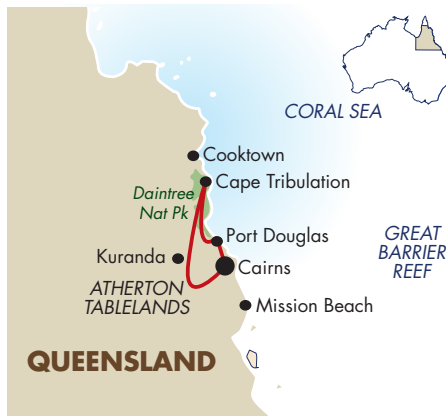 CORAL SEA
Cooktown
Daintree
Nat Pk
Cape Tribulation
Port Douglas
GREAT
BARRIER
REEF
Kuranda
Cairns
ATHERTON
TABLELANDS
Mission Beach
QUEENSLAND